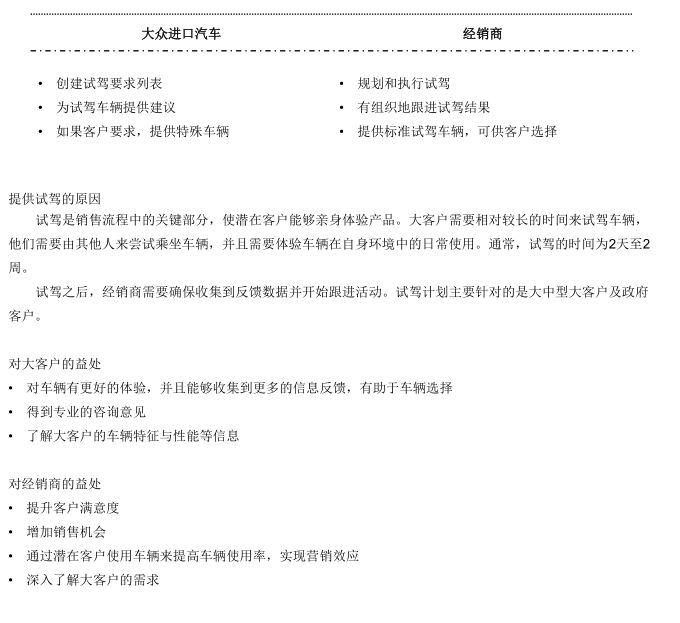 大众进口汽车 经销商
• 创建试驾要求列表 • 规划和执行试驾
• 为试驾车辆提供建议 • 有组织地跟进试驾结果
• 如果客户要求，提供特殊车辆 • 提供标准试驾车辆，可供客户选择
提供试驾的原因
试驾是销售流程中的关键部分，使潜在客户能够亲身体验产品。大客户需要相对较长的时间来试驾车辆，
他们需要由其他人来尝试乘坐车辆，并且需要体验车辆在自身环境中的日常使用。通常，试驾的时间为2天至2
周。
试驾之后，经销商需要确保收集到反馈数据并开始跟进活动。试驾计划主要针对的是大中型大客户及政府
客户。
对大客户的益处
• 对车辆有更好的体验，并且能够收集到更多的信息反馈，有助于车辆选择
• 得到专业的咨询意见
• 了解大客户的车辆特征与性能等信息
对经销商的益处
• 提升客户满意度
• 增加销售机会
• 通过潜在客户使用车辆来提高车辆使用率，实现营销效应
• 深入了解大客户的需求